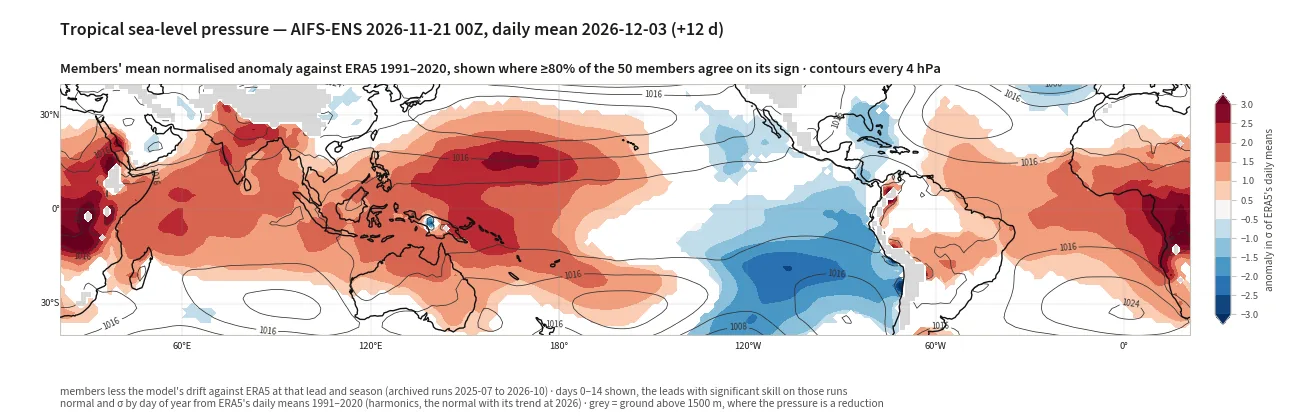 Tropical sea-level pressure — AIFS-ENS 2026-11-21 00Z, daily mean 2026-12-03 (+12 d)
Members' mean normalised anomaly against ERA5 1991–2020, shown where ≥80% of the 50 members agree on its sign · contours every 4 hPa
30°N
0°
30°S
60°E
120°E
180°
120°W
60°W
0°
1016
1016
1016
1016
1016
1016
1016
1016
1016
1016
1016
1016
1016
1008
1024
3.0
2.5
2.0
1.5
1.0
0.5
−0.5
−1.0
−1.5
−2.0
−2.5
−3.0
anomaly in σ of ERA5's daily means
members less the model's drift against ERA5 at that lead and season (archived runs 2025-07 to 2026-10) · days 0–14 shown, the leads with significant skill on those runs
normal and σ by day of year from ERA5's daily means 1991–2020 (harmonics, the normal with its trend at 2026) · grey = ground above 1500 m, where the pressure is a reduction